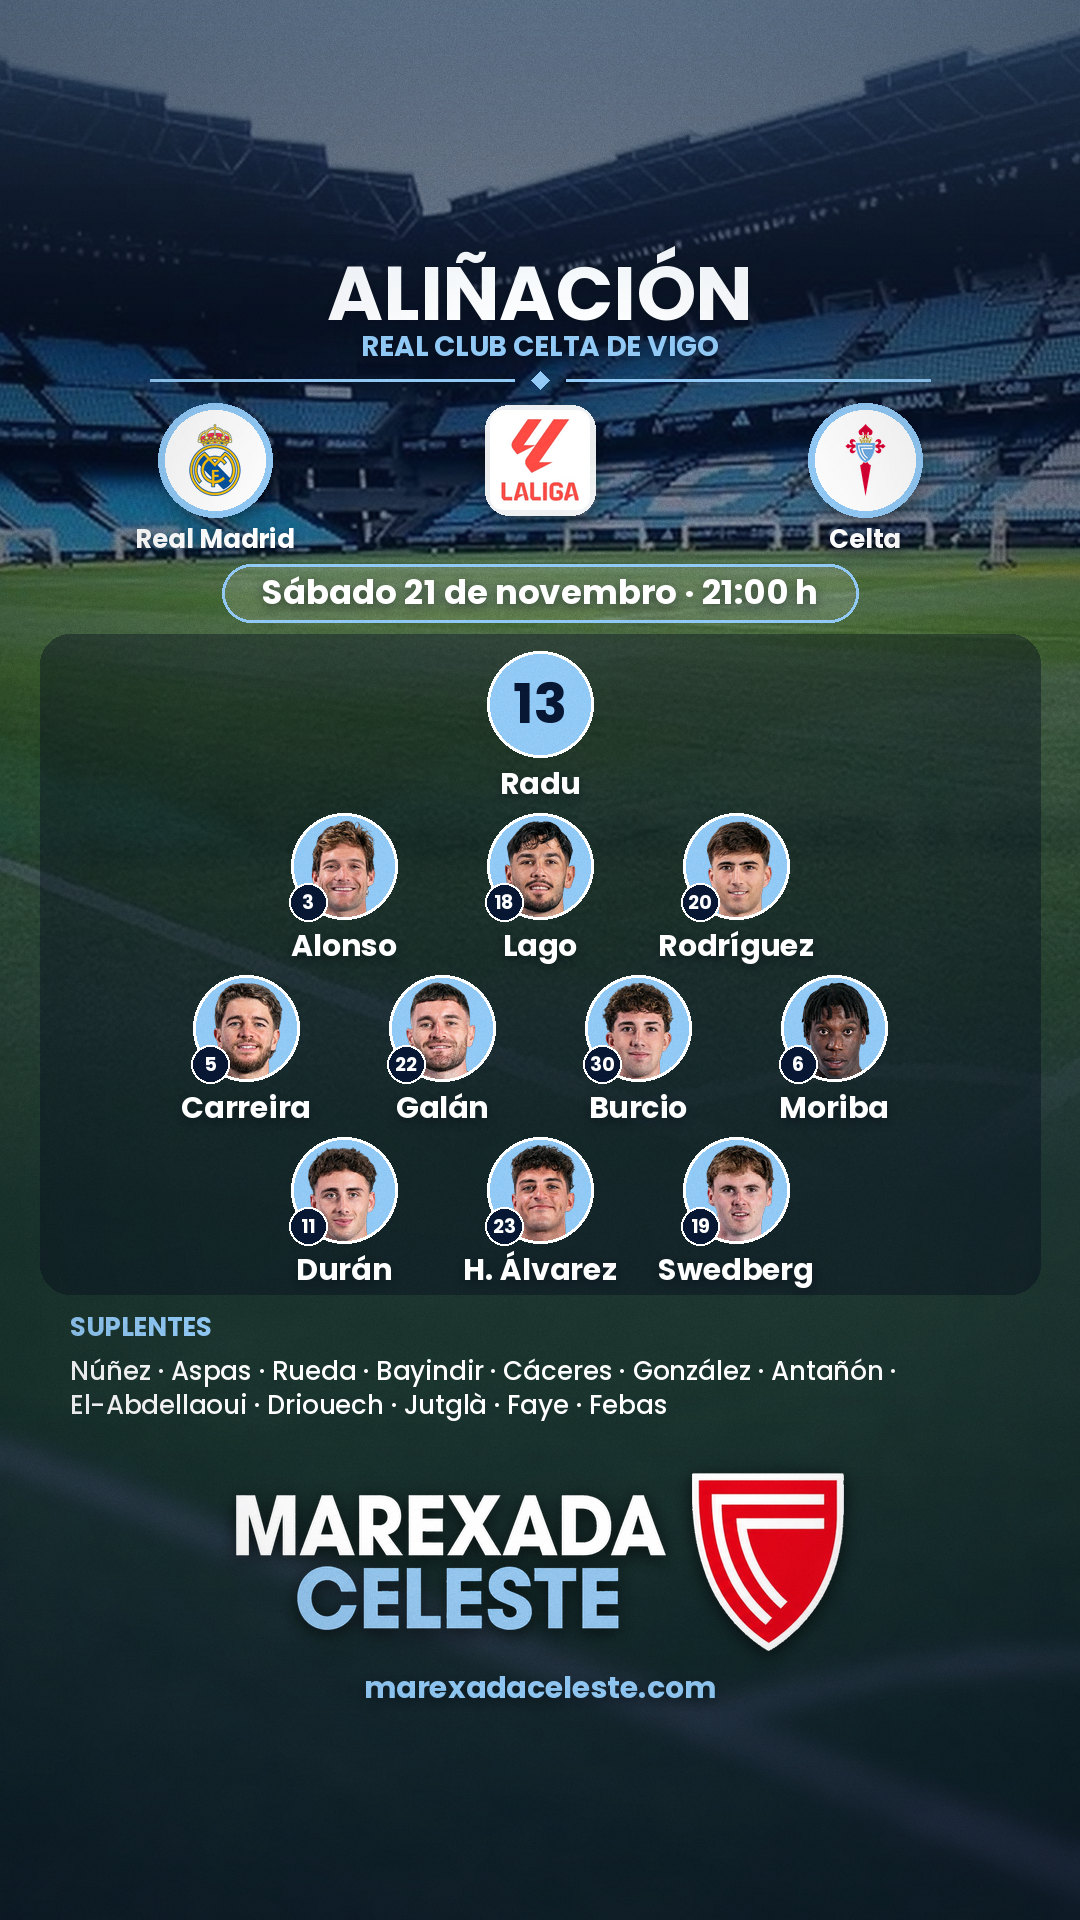 ALIÑACIÓN
REAL CLUB CELTA DE VIGO
LALIGA
Real Madrid
Celta
Sábado 21 de novembro · 21:00 h
13
Radu
3
18
20
Alonso
Lago
Rodríguez
5
22
30
6
Carreira
Galán
Burcio
Moriba
11
23
19
Durán
H. Álvarez
Swedberg
SUPLENTES
Núñez · Aspas · Rueda · Bayindir · Cáceres · González · Antañón ·
El-Abdellaoui · Driouech · Jutglà · Faye · Febas
MAREXADA
CELESTE
marexadaceleste.com